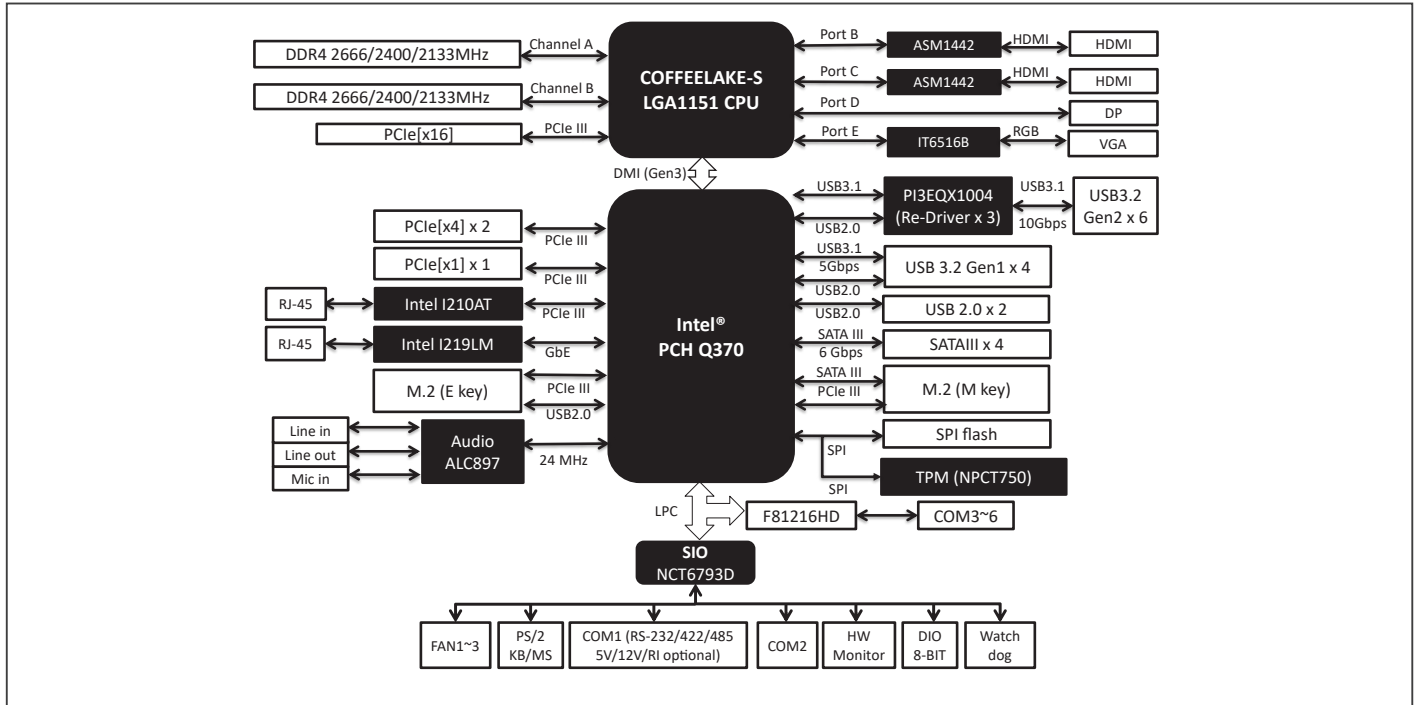 DDR4 2666/2400/2133MHz
Channel A
DDR4 2666/2400/2133MHz
Channel B
PCIe[x16]
PCIe III
COFFEELAKE-S
LGA1151 CPU
Port B
ASM1442
HDMI
HDMI
Port C
ASM1442
HDMI
HDMI
Port D
DP
Port E
IT6516B
RGB
VGA
DMI (Gen3)
PCIe[x4] x 2
PCIe III
PCIe[x1] x 1
PCIe III
RJ-45
Intel I210AT
PCIe III
RJ-45
Intel I219LM
GbE
M.2 (E key)
PCIe III
USB2.0
Line in
Line out
Mic in
Audio
ALC897
24 MHz
Intel®
PCH Q370
USB3.1
USB2.0
PI3EQX1004
(Re-Driver x 3)
USB3.1
10Gbps
USB3.2
Gen2 x 6
USB3.1
5Gbps
USB2.0
USB 3.2 Gen1 x 4
USB2.0
USB 2.0 x 2
SATA III
6 Gbps
SATAIII x 4
SATA III
PCIe III
M.2 (M key)
SPI
SPI flash
SPI
TPM (NPCT750)
LPC
F81216HD
COM3~6
SIO
NCT6793D
FAN1~3
PS/2
KB/MS
COM1 (RS-232/422/485
5V/12V/RI optional)
COM2
HW
Monitor
DIO
8-BIT
Watch
dog